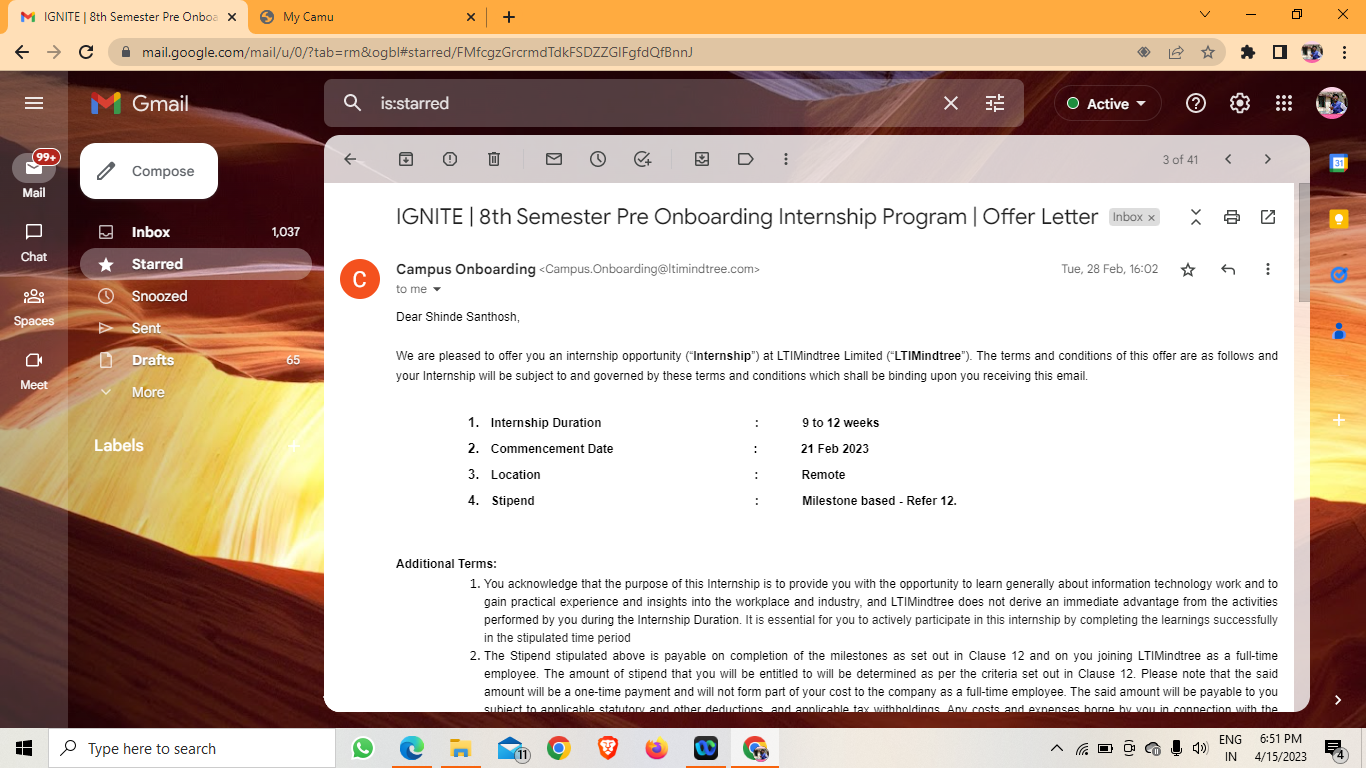 IGNITE | 8th Semester Pre Onboa
My Camu
mail.google.com/mail/u/0/?tab=rm&ogbl#starred/FMfcgzGrcrmdTdkFSDZZGlFgfdQfBnnJ
Gmail
is:starred
Active
99+
Mail
Chat
Spaces
Meet
Compose
Inbox 1,037
Starred
Snoozed
Sent
Drafts 65
More
Labels
3 of 41
31
IGNITE | 8th Semester Pre Onboarding Internship Program | Offer Letter Inbox x
C
Campus Onboarding <Campus.Onboarding@ltimindtree.com> Tue, 28 Feb, 16:02
to me
Dear Shinde Santhosh,
We are pleased to offer you an internship opportunity (“Internship”) at LTIMindtree Limited (“LTIMindtree”). The terms and conditions of this offer are as follows and
your Internship will be subject to and governed by these terms and conditions which shall be binding upon you receiving this email.
1. Internship Duration : 9 to 12 weeks
2. Commencement Date : 21 Feb 2023
3. Location : Remote
4. Stipend : Milestone based - Refer 12.
Additional Terms:
1. You acknowledge that the purpose of this Internship is to provide you with the opportunity to learn generally about information technology work and to
gain practical experience and insights into the workplace and industry, and LTIMindtree does not derive an immediate advantage from the activities
performed by you during the Internship Duration. It is essential for you to actively participate in this internship by completing the learnings successfully
in the stipulated time period
2. The Stipend stipulated above is payable on completion of the milestones as set out in Clause 12 and on you joining LTIMindtree as a full-time
employee. The amount of stipend that you will be entitled to will be determined as per the criteria set out in Clause 12. Please note that the said
amount will be a one-time payment and will not form part of your cost to the company as a full-time employee. The said amount will be payable to you
subject to applicable statutory and other deductions, and applicable tax withholdings. Any costs and expenses borne by you in connection with the
Type here to search
11
ENG
IN
6:51 PM
4/15/2023
4